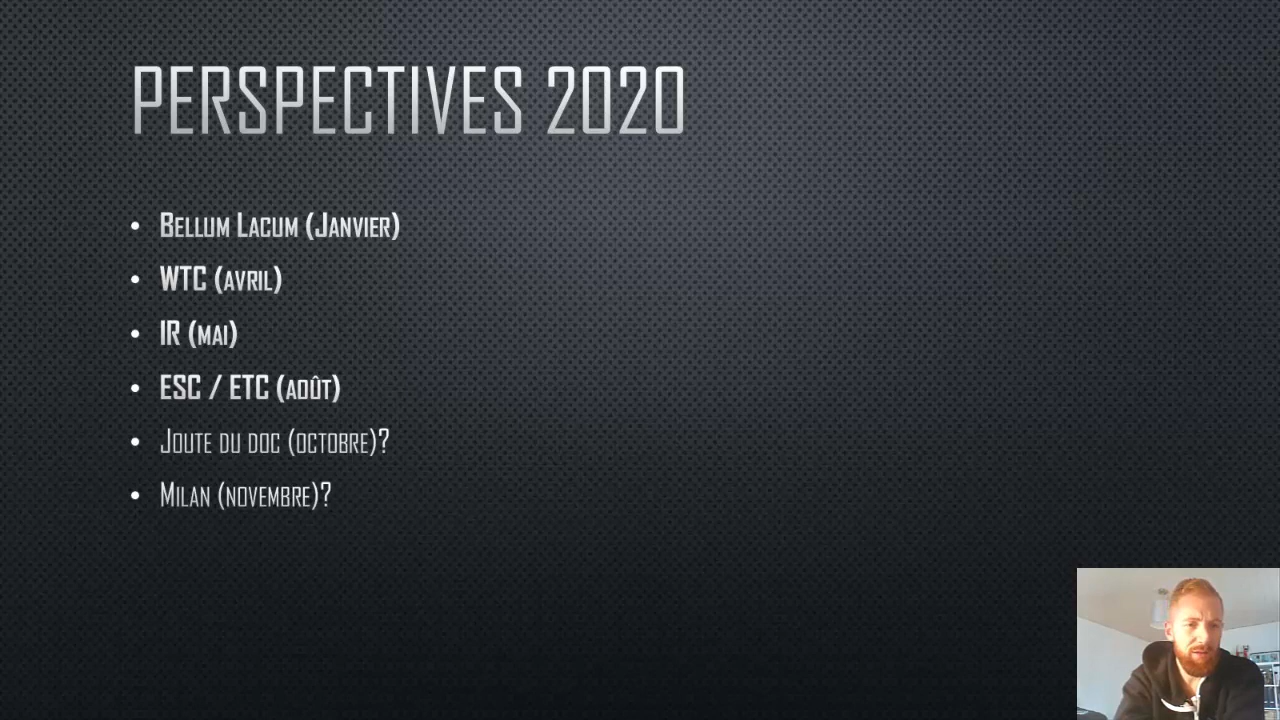 PERSPECTIVES 2020
• BELLUM LACUM (JANVIER)
• WTC (AVRIL)
• IR (MAI)
• ESC / ETC (AOÛT)
• JOUTE DU DOC (OCTOBRE)?
• MILAN (NOVEMBRE)?